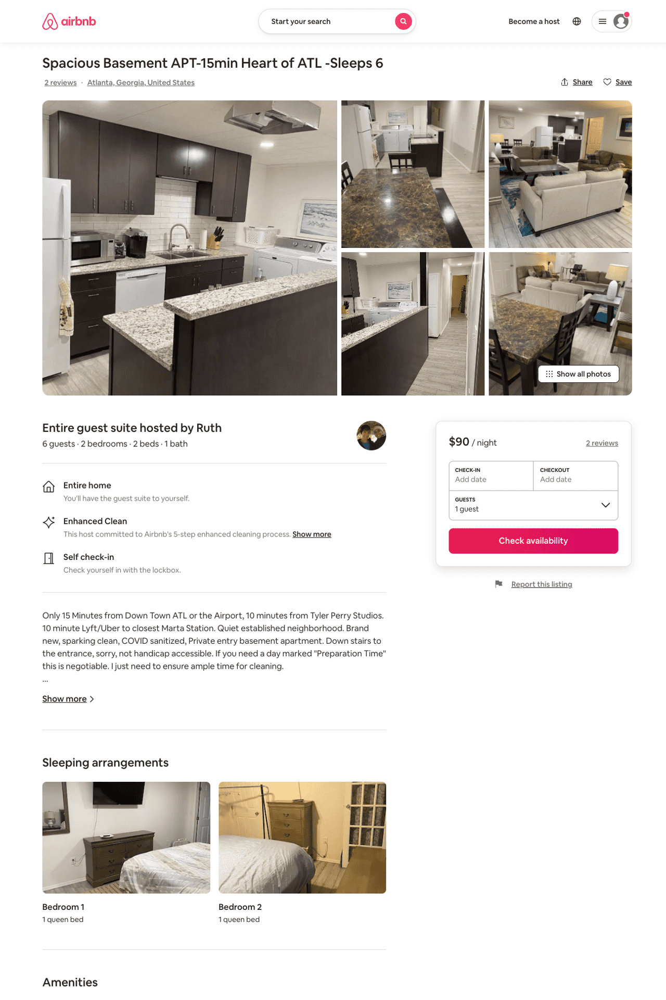 airbnb
Start your search
Become a host
Spacious Basement APT-15min Heart of ATL -Sleeps 6
2 reviews · Atlanta, Georgia, United States
Share
Save
Show all photos
Entire guest suite hosted by Ruth
6 guests · 2 bedrooms · 2 beds · 1 bath
$90 / night
2 reviews
CHECK-IN
Add date
CHECKOUT
Add date
GUESTS
1 guest
Check availability
Report this listing
Entire home
You'll have the guest suite to yourself.
Enhanced Clean
This host committed to Airbnb's 5-step enhanced cleaning process. Show more
Self check-in
Check yourself in with the lockbox.
Only 15 Minutes from Down Town ATL or the Airport, 10 minutes from Tyler Perry Studios.
10 minute Lyft/Uber to closest Marta Station. Quiet established neighborhood. Brand
new, sparking clean, COVID sanitized, Private entry basement apartment. Down stairs to
the entrance, sorry, not handicap accessible. If you need a day marked "Preparation Time"
this is negotiable. I just need to ensure ample time for cleaning.
...
Show more
Sleeping arrangements
Bedroom 1
1 queen bed
Bedroom 2
1 queen bed
Amenities